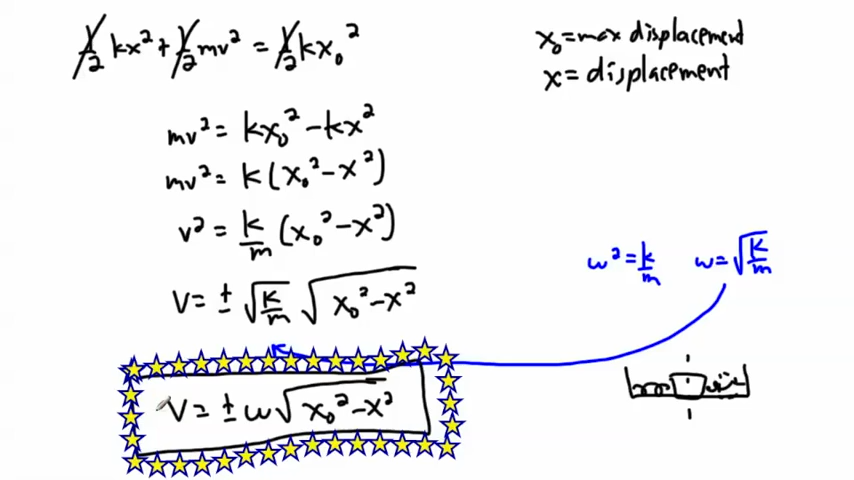 ½kx² + ½mv² = ½kx₀²
x₀ = max displacement
x = displacement
mv² = kx₀² – kx²
mv² = k(x₀² – x²)
v² = k/m (x₀² – x²)
ω² = k/m ω = √(k/m)
V = ± √(k/m) √(x₀² – x²)
V = ± ω √(x₀² – x²)